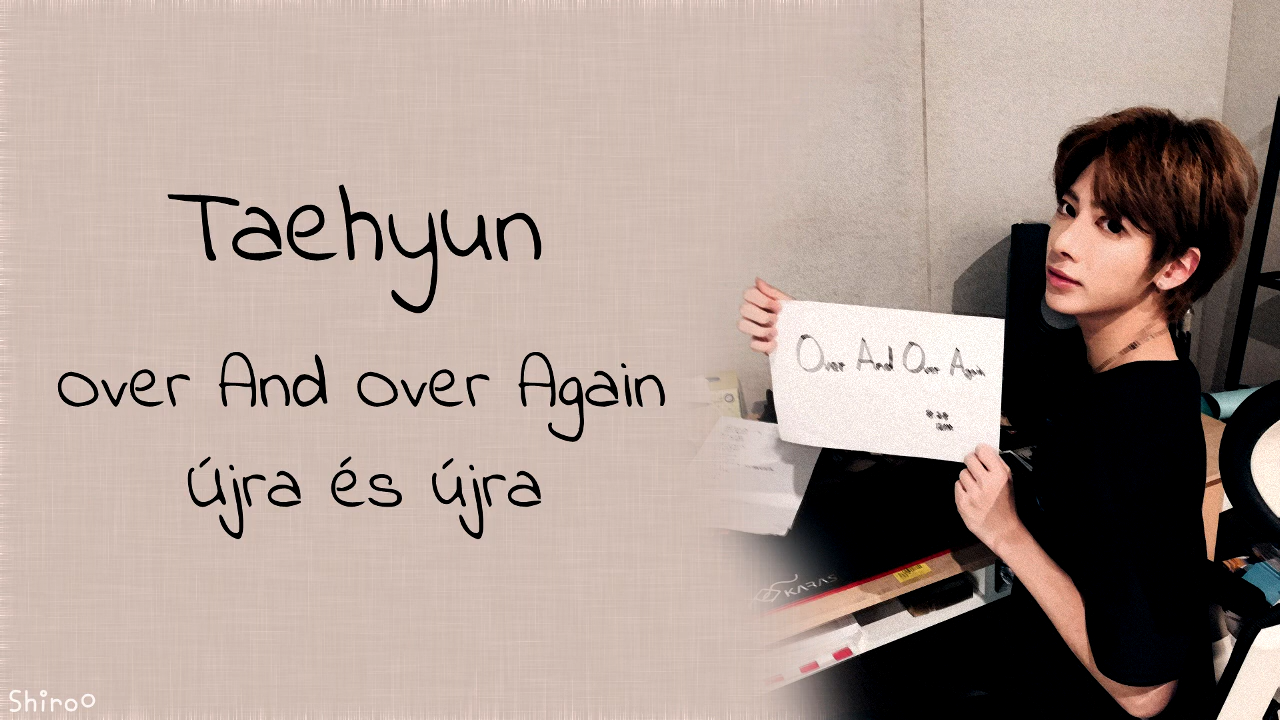 Taehyun
over And over Again
újra és újra
Over And Over Again
KARAS
Shiroo